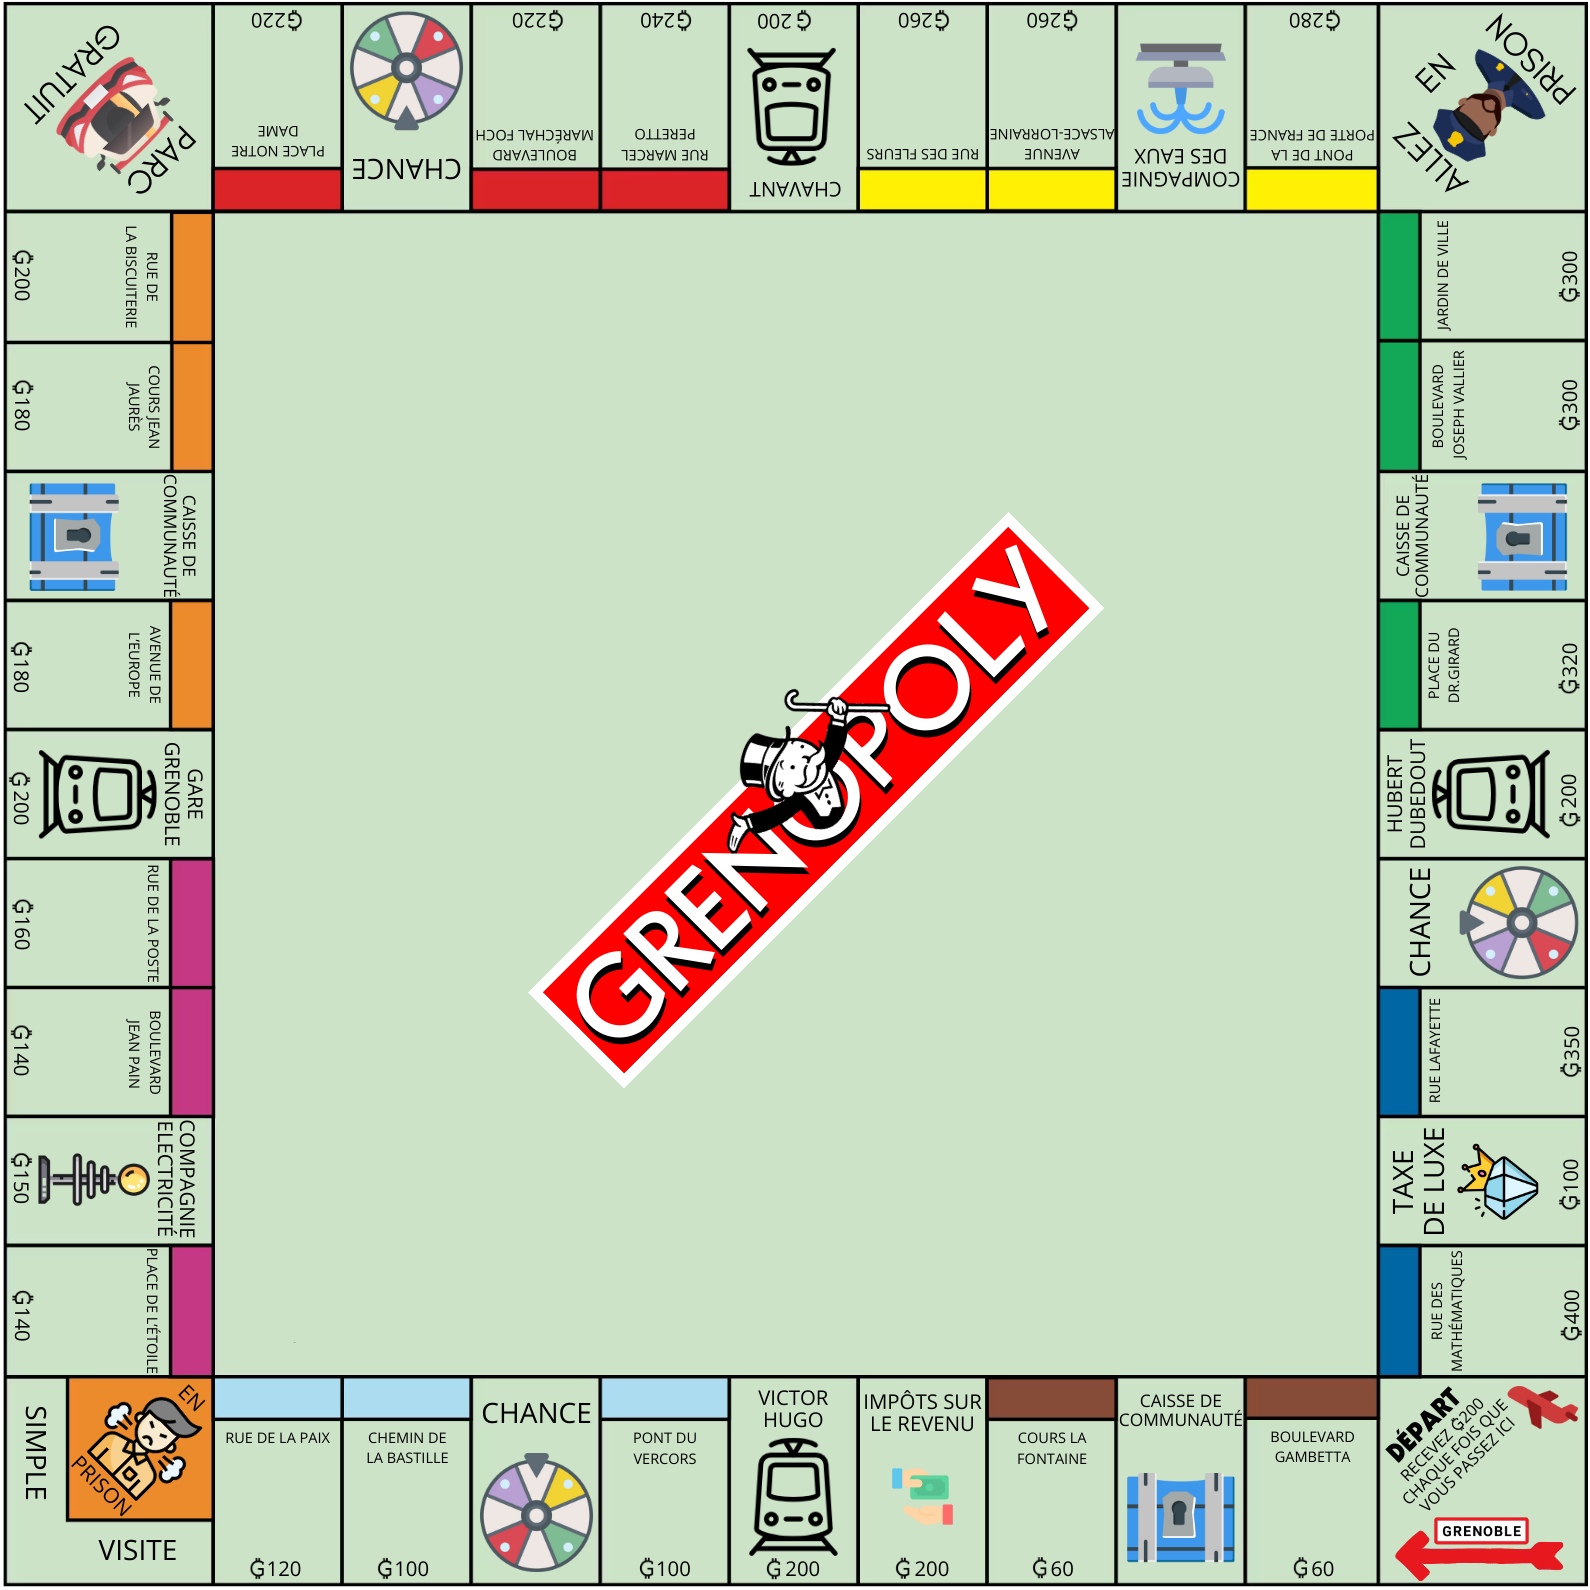 PARC
GRATUIT
₲220
PLACE NOTRE
DAME
CHANCE
₲220
BOULEVARD
MARÉCHAL FOCH
₲240
RUE MARCEL
PERETTO
₲200
CHAVANT
₲260
RUE DES FLEURS
₲260
AVENUE
ALSACE-LORRAINE
COMPAGNIE
DES EAUX
₲280
PONT DE LA
PORTE DE FRANCE
ALLEZ
EN
PRISON
JARDIN DE VILLE
₲300
BOULEVARD
JOSEPH VALLIER
₲300
CAISSE DE
COMMUNAUTÉ
PLACE DU
DR.GIRARD
₲320
HUBERT
DUBEDOUT
₲200
CHANCE
RUE LAFAYETTE
₲350
TAXE
DE LUXE
₲100
RUE DES
MATHÉMATIQUES
₲400
DÉPART
RECEVEZ ₲200
CHAQUE FOIS QUE
VOUS PASSEZ ICI
GRENOBLE
BOULEVARD
GAMBETTA
₲60
CAISSE DE
COMMUNAUTÉ
COURS LA
FONTAINE
₲60
IMPÔTS SUR
LE REVENU
₲200
VICTOR
HUGO
₲200
PONT DU
VERCORS
₲100
CHANCE
CHEMIN DE
LA BASTILLE
₲100
RUE DE LA PAIX
₲120
EN
PRISON
SIMPLE
VISITE
PLACE DE L'ÉTOILE
₲140
COMPAGNIE
ELECTRICITÉ
₲150
BOULEVARD
JEAN PAIN
₲140
RUE DE LA POSTE
₲160
GARE
GRENOBLE
₲200
AVENUE DE
L'EUROPE
₲180
CAISSE DE
COMMUNAUTÉ
COURS JEAN
JAURÈS
₲180
RUE DE
LA BISCUITERIE
₲200
GRENOPOLY